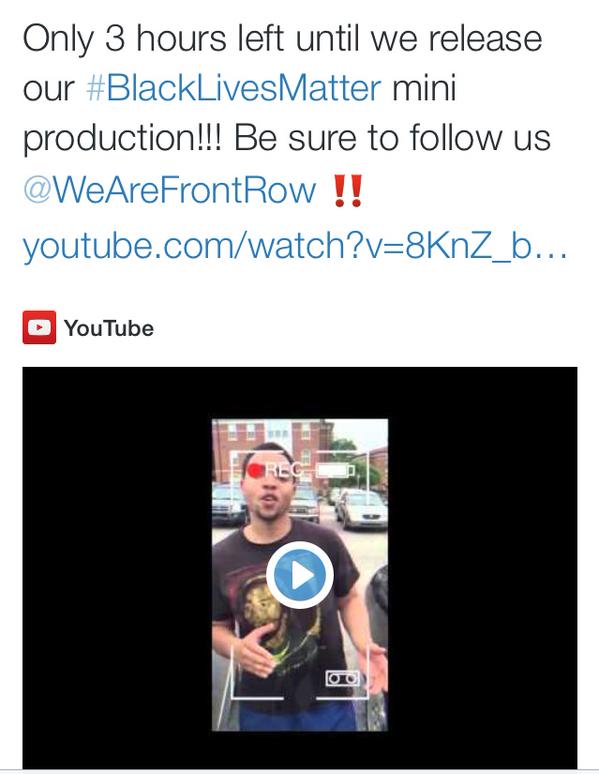 Only 3 hours left until we release
our #BlackLivesMatter mini
production!!! Be sure to follow us
@WeAreFrontRow ‼️
youtube.com/watch?v=8KnZ_b…
YouTube
REC